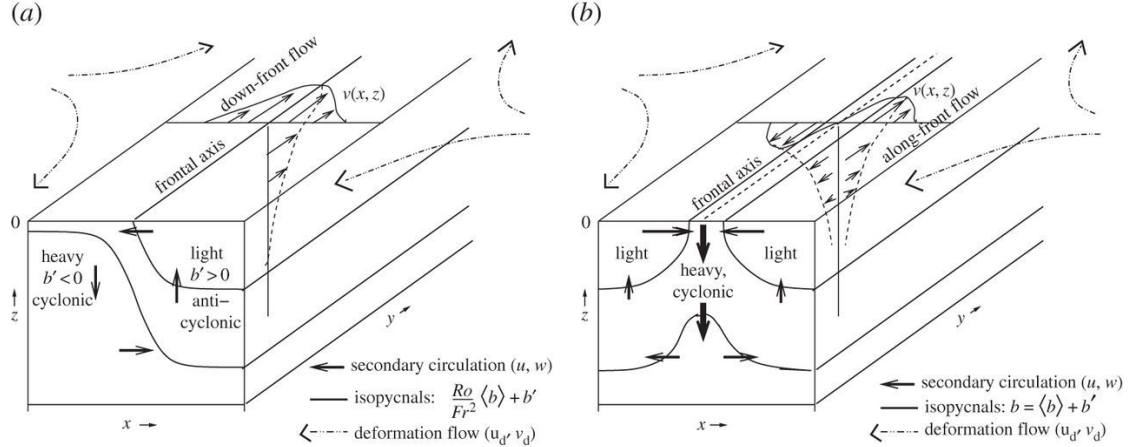 (a)
down-front flow
v(x, z)
frontal axis
0
heavy
b′<0
cyclonic
light
b′>0
anti–
cyclonic
z
y
x
secondary circulation (u, w)
isopycnals: Ro/Fr² ⟨b⟩ + b′
deformation flow (u_d, v_d)
(b)
v(x, z)
along-front flow
frontal axis
0
light
heavy,
cyclonic
light
z
y
x
secondary circulation (u, w)
isopycnals: b = ⟨b⟩ + b′
deformation flow (u_d, v_d)